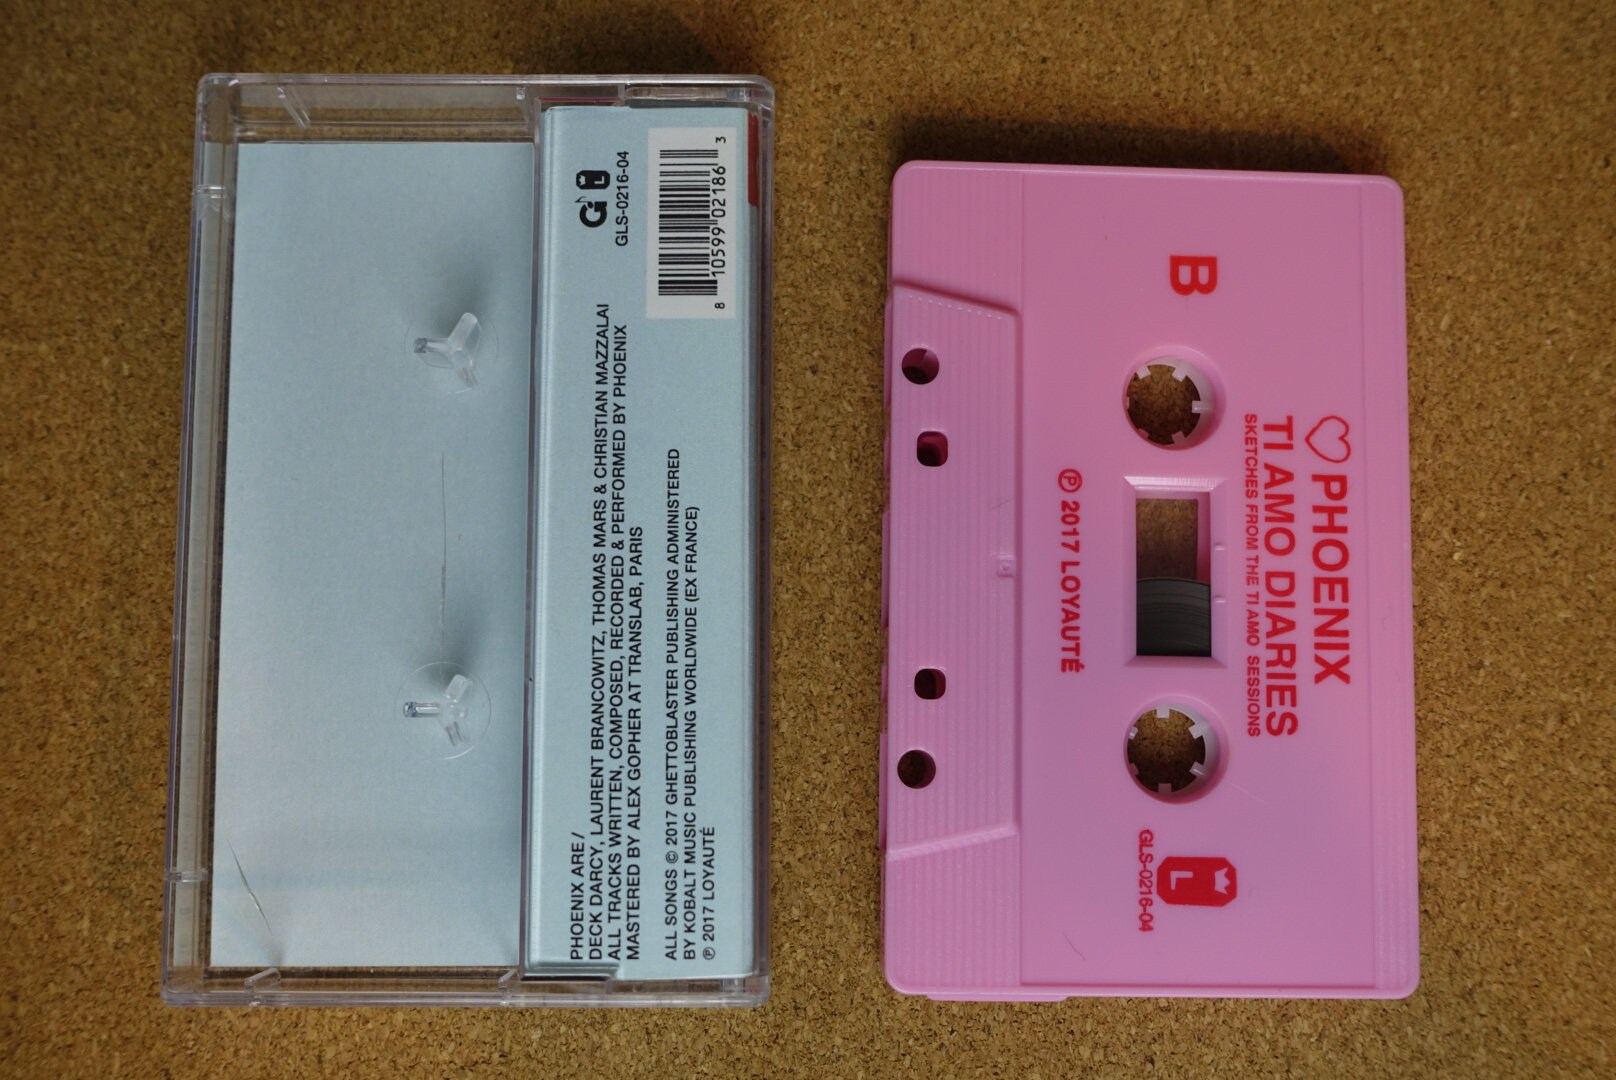 GLS-0216-04
8 10599 02186 3
PHOENIX ARE /
DECK DARCY, LAURENT BRANCOWITZ, THOMAS MARS & CHRISTIAN MAZZALAI
ALL TRACKS WRITTEN, COMPOSED, RECORDED & PERFORMED BY PHOENIX
MASTERED BY ALEX GOPHER AT TRANSLAB, PARIS
ALL SONGS © 2017 GHETTOBLASTER PUBLISHING ADMINISTERED
BY KOBALT MUSIC PUBLISHING WORLDWIDE (EX FRANCE)
℗ 2017 LOYAUTÉ
B
♡ PHOENIX
TI AMO DIARIES
SKETCHES FROM THE TI AMO SESSIONS
℗ 2017 LOYAUTÉ
L
GLS-0216-04